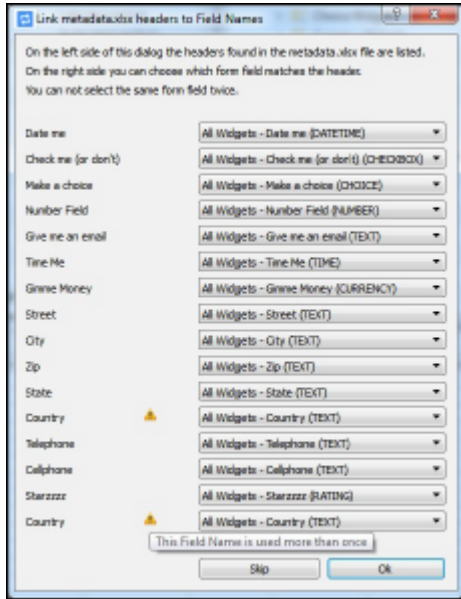 Link metadata.xlsx headers to Field Names
On the left side of this dialog the headers found in the metadata.xlsx file are listed.
On the right side you can choose which form field matches the header.
You can not select the same form field twice.
Date me All Widgets - Date me (DATETIME)
Check me (or don't) All Widgets - Check me (or don't) (CHECKBOX)
Make a choice All Widgets - Make a choice (CHOICE)
Number Field All Widgets - Number Field (NUMBER)
Give me an email All Widgets - Give me an email (TEXT)
Time Me All Widgets - Time Me (TIME)
Gimme Money All Widgets - Gimme Money (CURRENCY)
Street All Widgets - Street (TEXT)
City All Widgets - City (TEXT)
Zip All Widgets - Zip (TEXT)
State All Widgets - State (TEXT)
Country All Widgets - Country (TEXT)
Telephone All Widgets - Telephone (TEXT)
Cellphone All Widgets - Cellphone (TEXT)
Starzzzz All Widgets - Starzzzz (RATING)
Country All Widgets - Country (TEXT)
This Field Name is used more than once
Skip Ok